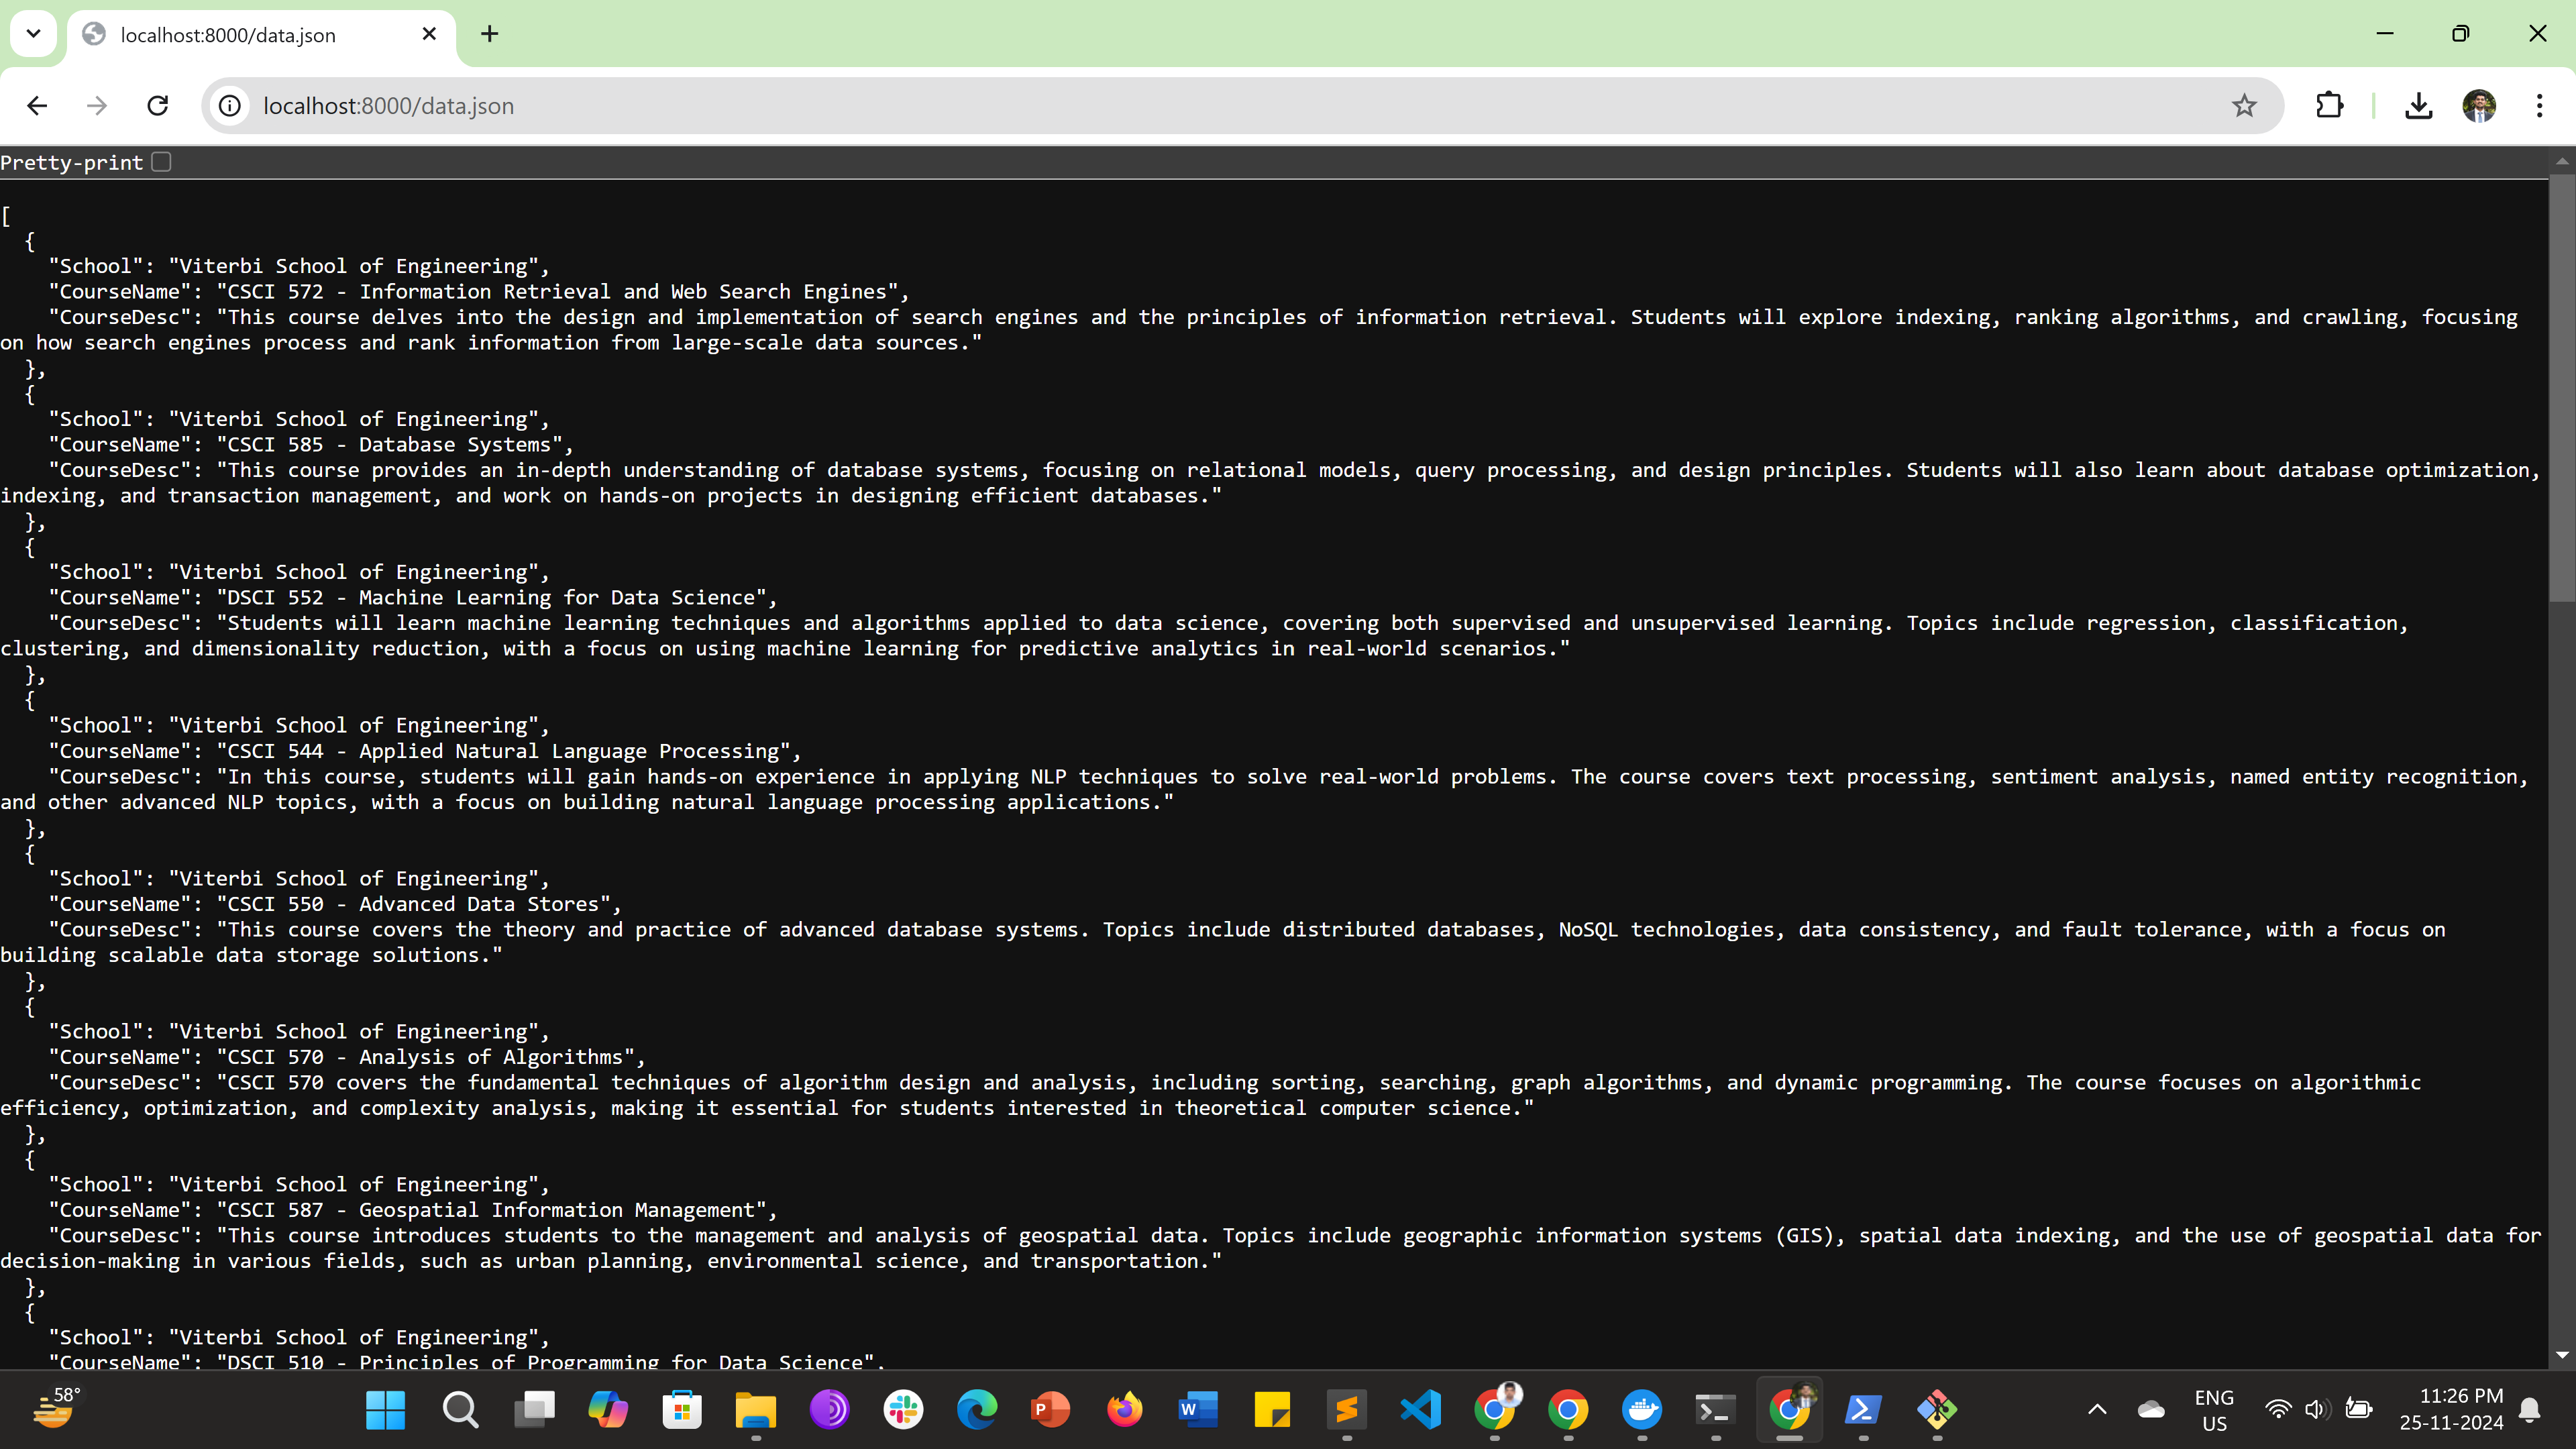 localhost:8000/data.json
localhost:8000/data.json
Pretty-print
[
  {
    "School": "Viterbi School of Engineering",
    "CourseName": "CSCI 572 - Information Retrieval and Web Search Engines",
    "CourseDesc": "This course delves into the design and implementation of search engines and the principles of information retrieval. Students will explore indexing, ranking algorithms, and crawling, focusing
on how search engines process and rank information from large-scale data sources."
  },
  {
    "School": "Viterbi School of Engineering",
    "CourseName": "CSCI 585 - Database Systems",
    "CourseDesc": "This course provides an in-depth understanding of database systems, focusing on relational models, query processing, and design principles. Students will also learn about database optimization,
indexing, and transaction management, and work on hands-on projects in designing efficient databases."
  },
  {
    "School": "Viterbi School of Engineering",
    "CourseName": "DSCI 552 - Machine Learning for Data Science",
    "CourseDesc": "Students will learn machine learning techniques and algorithms applied to data science, covering both supervised and unsupervised learning. Topics include regression, classification,
clustering, and dimensionality reduction, with a focus on using machine learning for predictive analytics in real-world scenarios."
  },
  {
    "School": "Viterbi School of Engineering",
    "CourseName": "CSCI 544 - Applied Natural Language Processing",
    "CourseDesc": "In this course, students will gain hands-on experience in applying NLP techniques to solve real-world problems. The course covers text processing, sentiment analysis, named entity recognition,
and other advanced NLP topics, with a focus on building natural language processing applications."
  },
  {
    "School": "Viterbi School of Engineering",
    "CourseName": "CSCI 550 - Advanced Data Stores",
    "CourseDesc": "This course covers the theory and practice of advanced database systems. Topics include distributed databases, NoSQL technologies, data consistency, and fault tolerance, with a focus on
building scalable data storage solutions."
  },
  {
    "School": "Viterbi School of Engineering",
    "CourseName": "CSCI 570 - Analysis of Algorithms",
    "CourseDesc": "CSCI 570 covers the fundamental techniques of algorithm design and analysis, including sorting, searching, graph algorithms, and dynamic programming. The course focuses on algorithmic
efficiency, optimization, and complexity analysis, making it essential for students interested in theoretical computer science."
  },
  {
    "School": "Viterbi School of Engineering",
    "CourseName": "CSCI 587 - Geospatial Information Management",
    "CourseDesc": "This course introduces students to the management and analysis of geospatial data. Topics include geographic information systems (GIS), spatial data indexing, and the use of geospatial data for
decision-making in various fields, such as urban planning, environmental science, and transportation."
  },
  {
    "School": "Viterbi School of Engineering",
    "CourseName": "DSCI 510 - Principles of Programming for Data Science",
58°
P
W
ENG
US
11:26 PM
25-11-2024